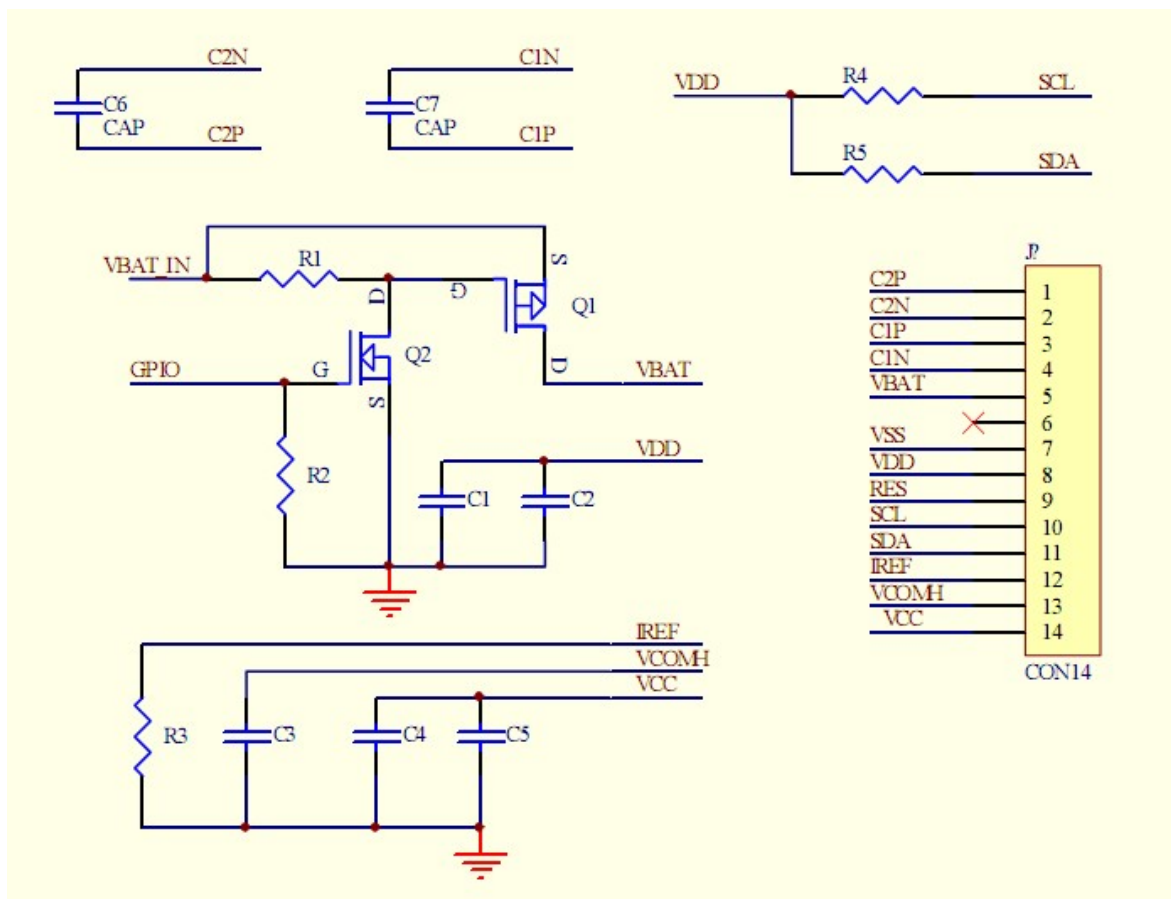 C2N
C6
CAP
C2P
C1N
C7
CAP
C1P
VDD
R4
SCL
R5
SDA
VBAT_IN
R1
D
G
S
Q1
D
VBAT
GPIO
G
Q2
S
R2
VDD
C1
C2
IREF
VCOMH
VCC
R3
C3
C4
C5
J?
C2P 1
C2N 2
C1P 3
C1N 4
VBAT 5
6
VSS 7
VDD 8
RES 9
SCL 10
SDA 11
IREF 12
VCOMH 13
VCC 14
CON14